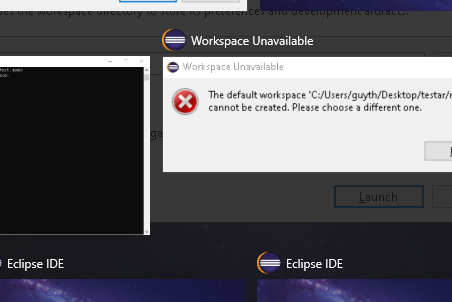 es the workspace directory to store its preferences and development artifacts.
Workspace Unavailable
Workspace Unavailable
The default workspace 'C:/Users/guyth/Desktop/testar/r
cannot be created. Please choose a different one.
ga
Launch
Eclipse IDE
Eclipse IDE